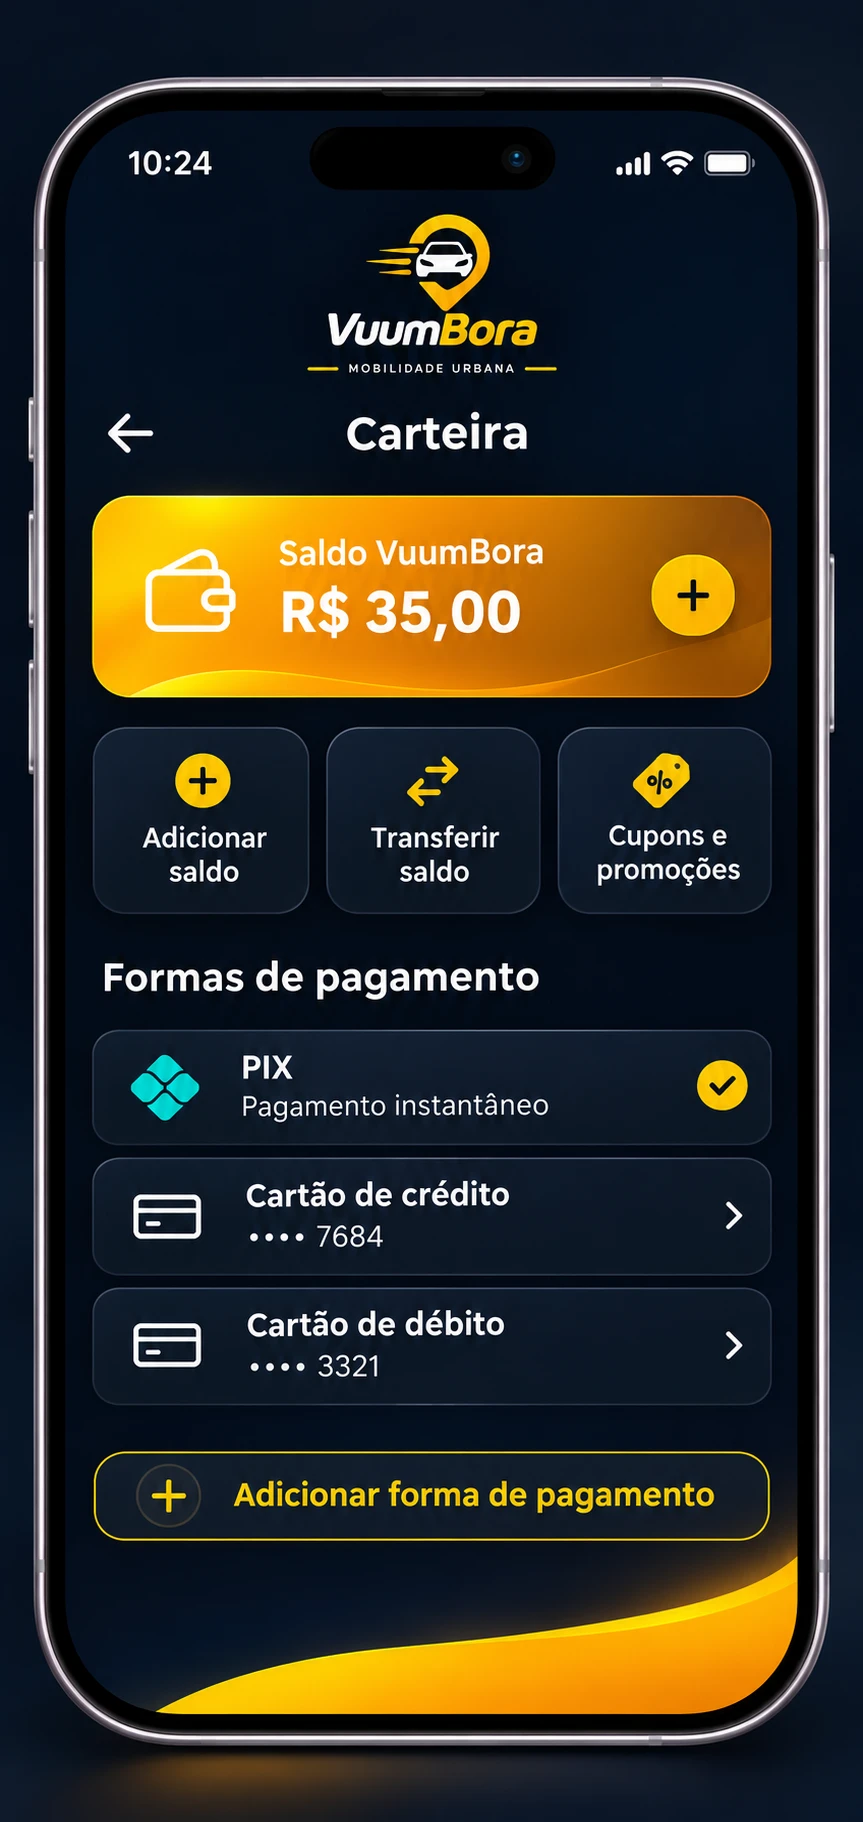 10:24
VuumBora
MOBILIDADE URBANA
Carteira
Saldo VuumBora
R$ 35,00
Adicionar
saldo
Transferir
saldo
Cupons e
promoções
Formas de pagamento
PIX
Pagamento instantâneo
Cartão de crédito
•••• 7684
Cartão de débito
•••• 3321
Adicionar forma de pagamento